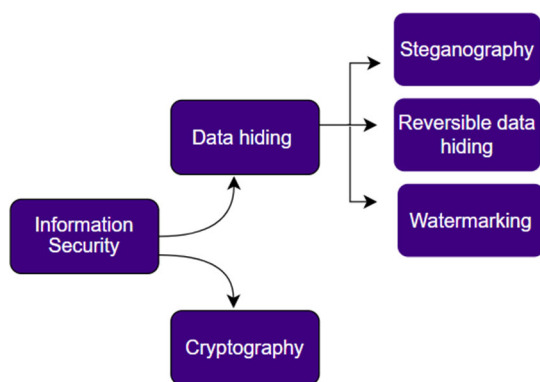 Steganography
Data hiding
Reversible data
hiding
Information
Security
Watermarking
Cryptography